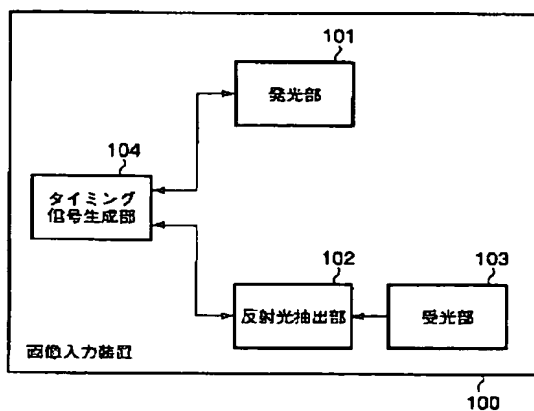 101
発光部
104
タイミング
信号生成部
102
103
反射光抽出部
受光部
画像入力装置
100